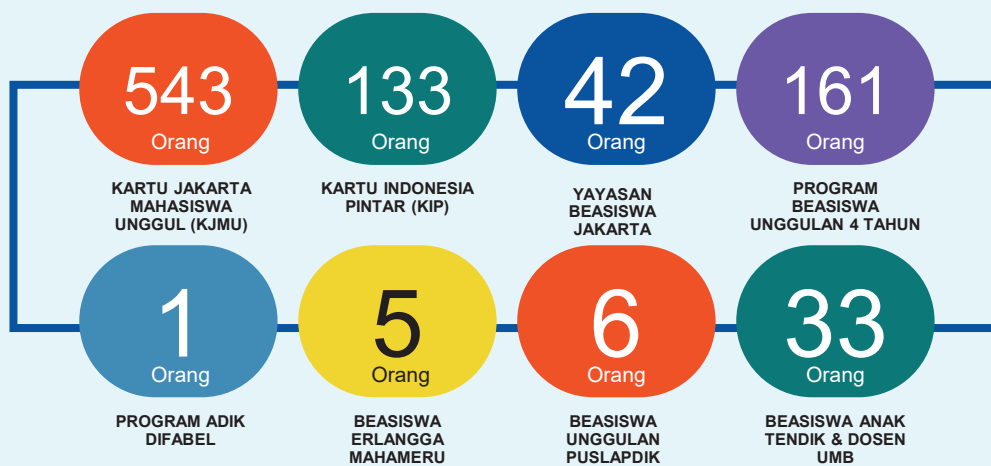 543
Orang
KARTU JAKARTA
MAHASISWA
UNGGUL (KJMU)
133
Orang
KARTU INDONESIA
PINTAR (KIP)
42
Orang
YAYASAN
BEASISWA
JAKARTA
161
Orang
PROGRAM
BEASISWA
UNGGULAN 4 TAHUN
1
Orang
PROGRAM ADIK
DIFABEL
5
Orang
BEASISWA
ERLANGGA
MAHAMERU
6
Orang
BEASISWA
UNGGULAN
PUSLAPDIK
33
Orang
BEASISWA ANAK
TENDIK & DOSEN
UMB